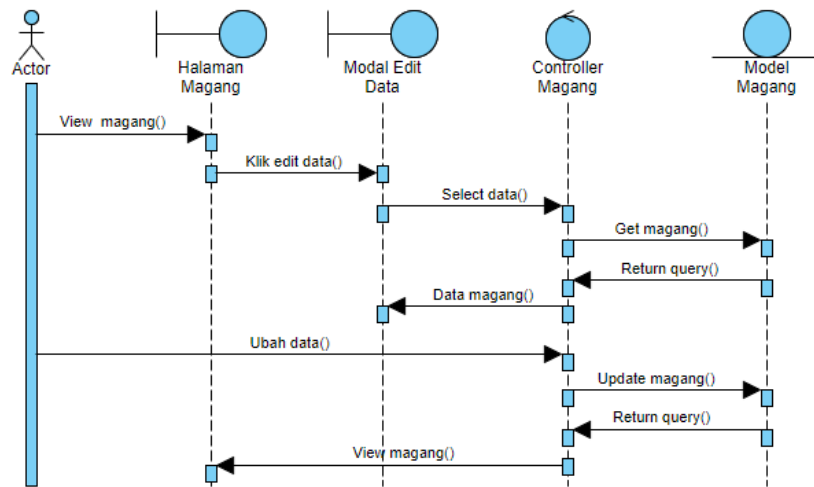 Actor
Halaman
Magang
Modal Edit
Data
Controller
Magang
Model
Magang
View magang()
Klik edit data()
Select data()
Get magang()
Return query()
Data magang()
Ubah data()
Update magang()
Return query()
View magang()